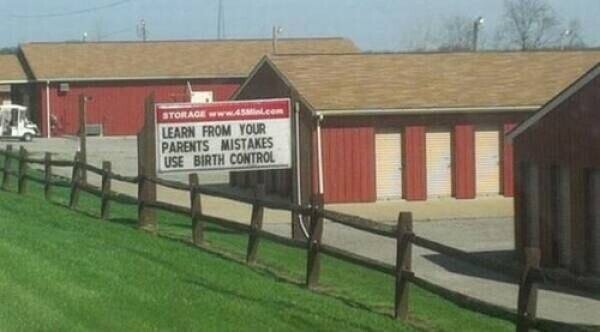 STORAGE www.45Mini.com
LEARN FROM YOUR
PARENTS MISTAKES
USE BIRTH CONTROL